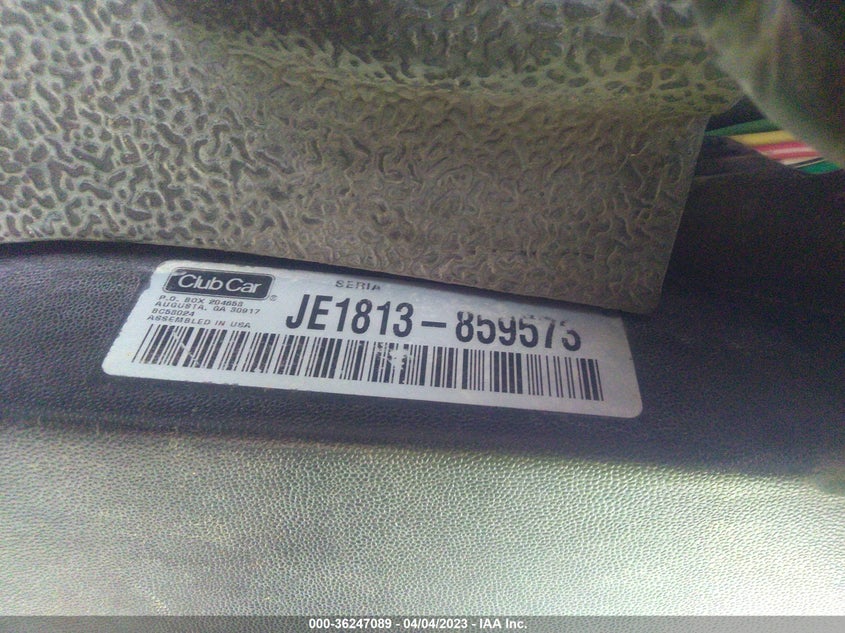 Club Car®
SERIA
P.O. BOX 204658
AUGUSTA, GA 30917
8C58024
ASSEMBLED IN USA
JE1813-859573
000-36247089 - 04/04/2023 - IAA Inc.